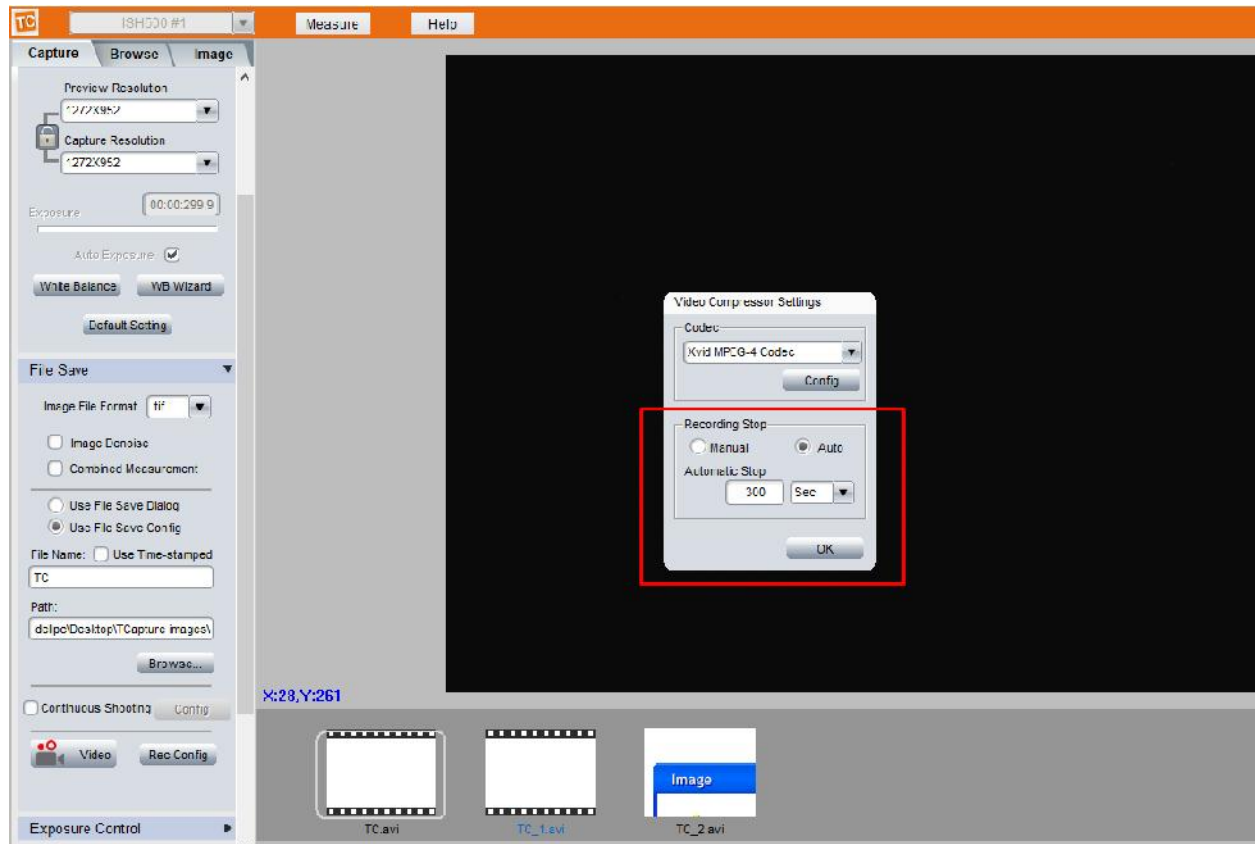 TC
ISH500 #1
Measure
Help
Capture
Browse
Image
Preview Resolution
1272X952
Capture Resolution
1272X952
Exposure
00:00:299.9
Auto Exposure
White Balance
WB Wizard
Default Setting
File Save
Image File Format
tif
Image Denoise
Combined Measurement
Use File Save Dialog
Use File Save Config
File Name:
Use Time-stamped
TC
Path:
\Desktop\TCapture images\
Browse...
Continuous Shooting
Config
Video
Rec Config
Exposure Control
Video Compressor Settings
Codec
Xvid MPEG-4 Codec
Config
Recording Stop
Manual
Auto
Automatic Stop
300
Sec
OK
X:28,Y:261
Image
TC.avi
TC_1.avi
TC_2.avi